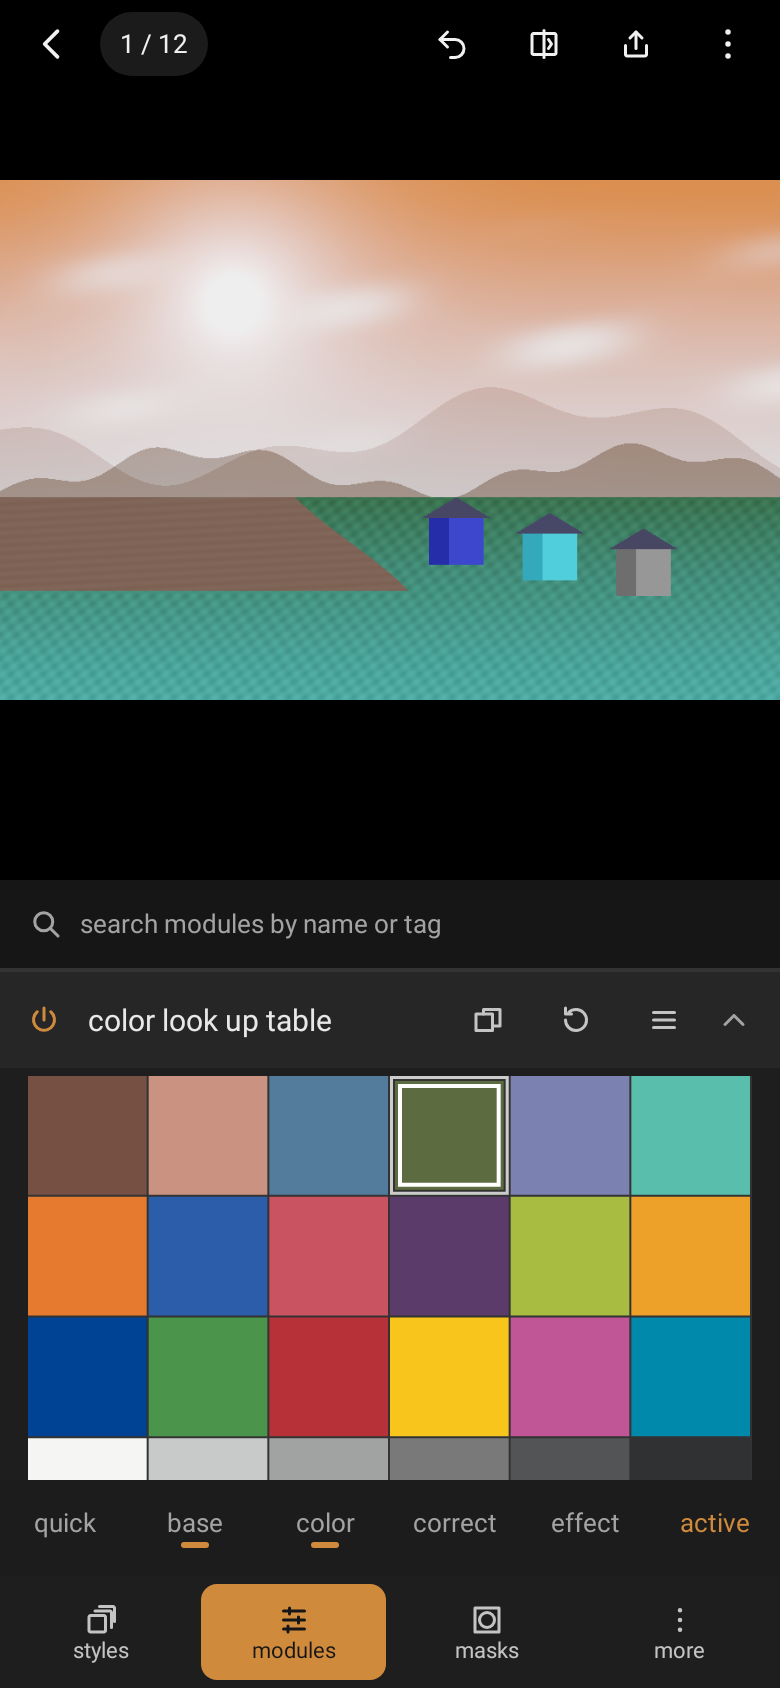 1 / 12
search modules by name or tag
color look up table
quick base color correct effect active
styles modules masks more